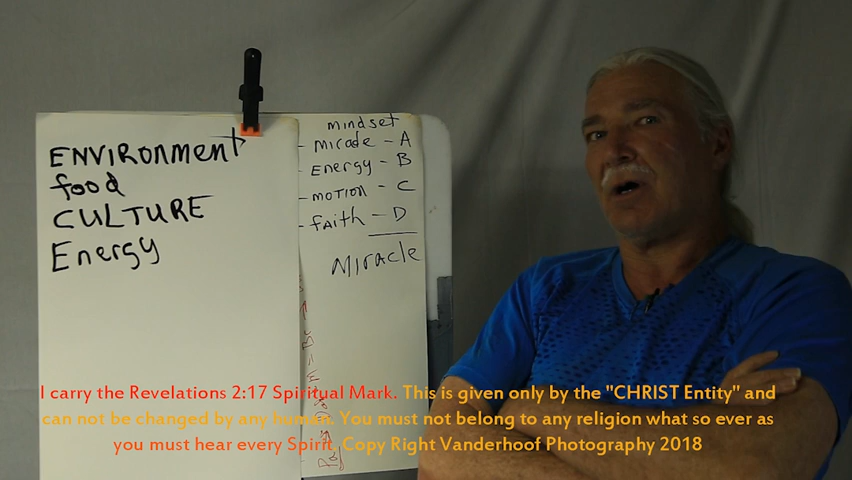 ENVIRONMENT
food
CULTURE
Energy
mindset
- miracle - A
- ENERGY - B
- MOTION - C
- fAith - D
Miracle
I carry the Revelations 2:17 Spiritual Mark. This is given only by the "CHRIST Entity" and
can not be changed by any human. You must not belong to any religion what so ever as
you must hear every Spirit. Copy Right Vanderhoof Photography 2018